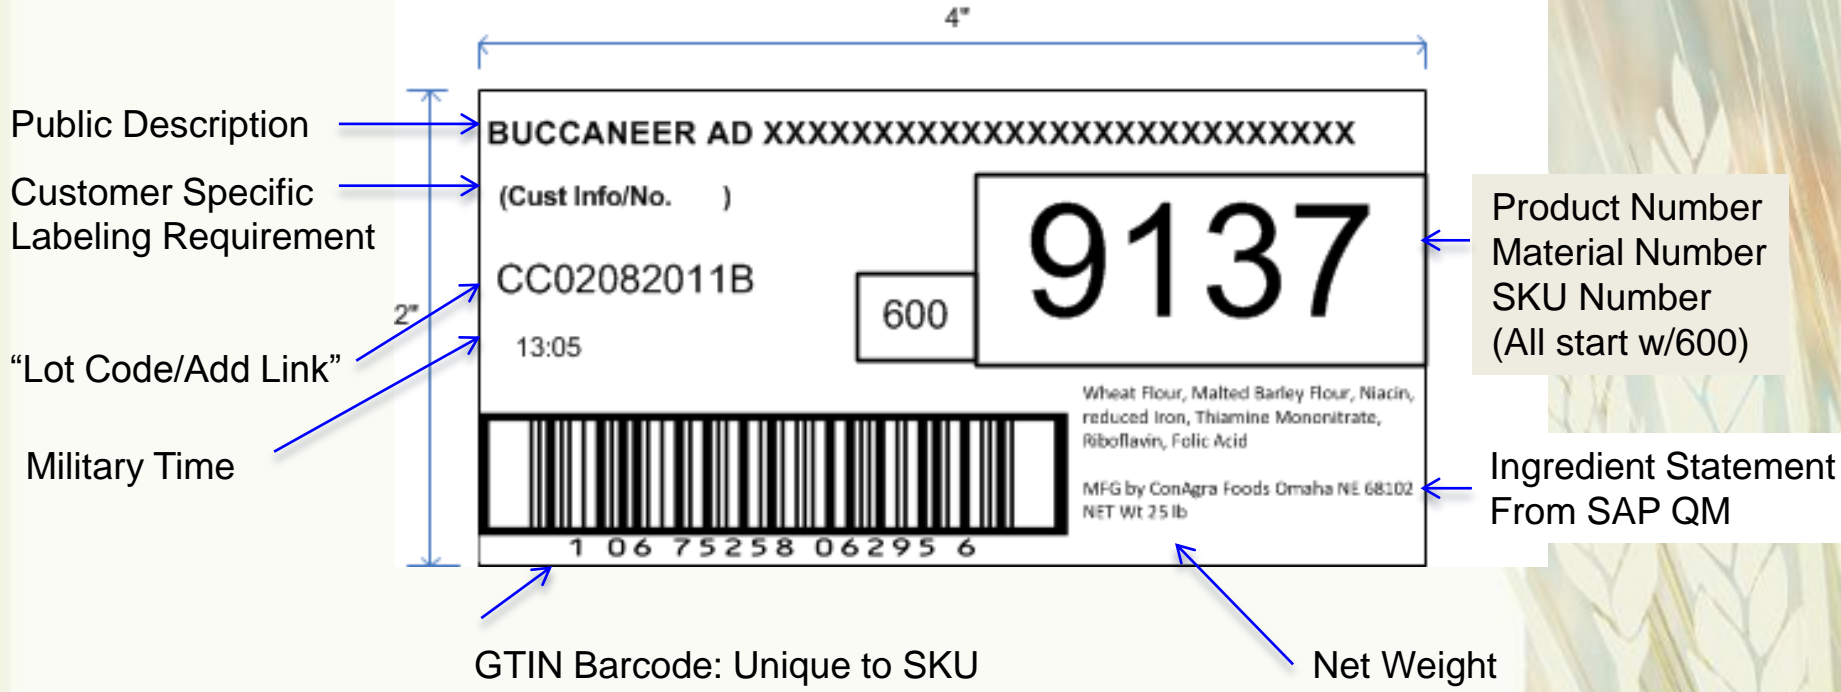 4"
Public Description
BUCCANEER AD XXXXXXXXXXXXXXXXXXXXXXXXXXX
Customer Specific
Labeling Requirement
(Cust Info/No. )
9137
Product Number
Material Number
SKU Number
(All start w/600)
CC02082011B
600
2"
13:05
“Lot Code/Add Link”
Military Time
Wheat Flour, Malted Barley Flour, Niacin,
reduced Iron, Thiamine Mononitrate,
Riboflavin, Folic Acid
MFG by ConAgra Foods Omaha NE 68102
NET Wt 25 lb
Ingredient Statement
From SAP QM
1 06 75258 06295 6
GTIN Barcode: Unique to SKU
Net Weight